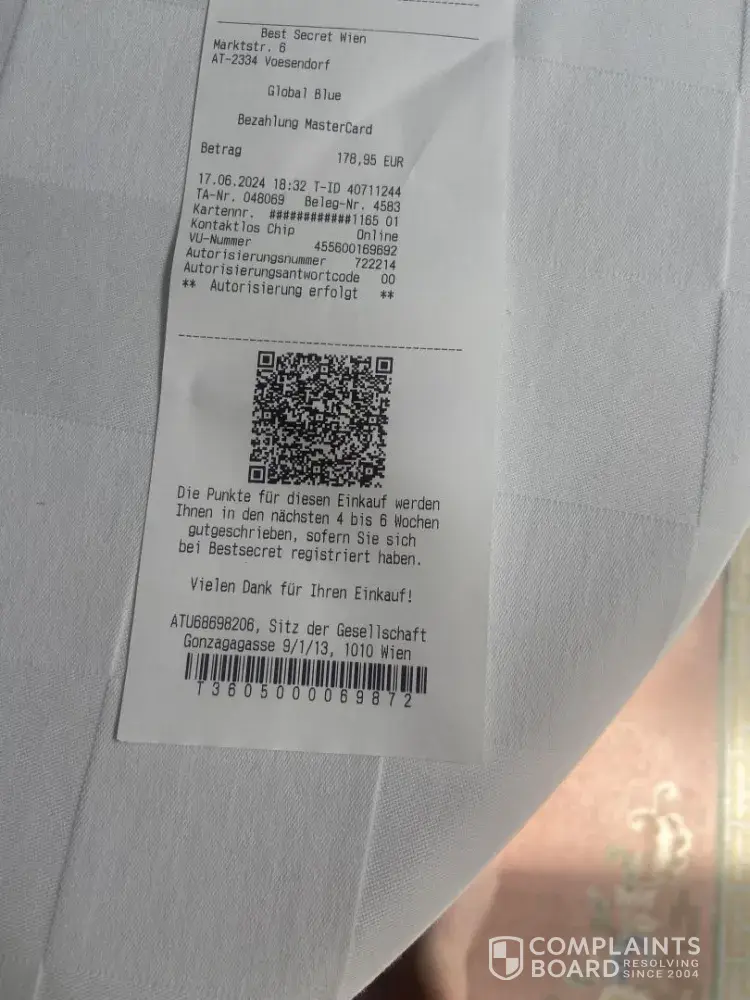 Best Secret Wien
Marktstr. 6
AT-2334 Voesendorf
Global Blue
Bezahlung MasterCard
Betrag 178,95 EUR
17.06.2024 18:32 T-ID 40711244
TA-Nr. 048069 Beleg-Nr. 4583
Kartennr. ############1165 01
Kontaktlos Chip Online
VU-Nummer 455600169692
Autorisierungsnummer 722214
Autorisierungsantwortcode 00
** Autorisierung erfolgt **
Die Punkte für diesen Einkauf werden
Ihnen in den nächsten 4 bis 6 Wochen
gutgeschrieben, sofern Sie sich
bei Bestsecret registriert haben.
Vielen Dank für Ihren Einkauf!
ATU68698206, Sitz der Gesellschaft
Gonzagagasse 9/1/13, 1010 Wien
T3605000069872
COMPLAINTS
BOARD RESOLVING
SINCE 2004